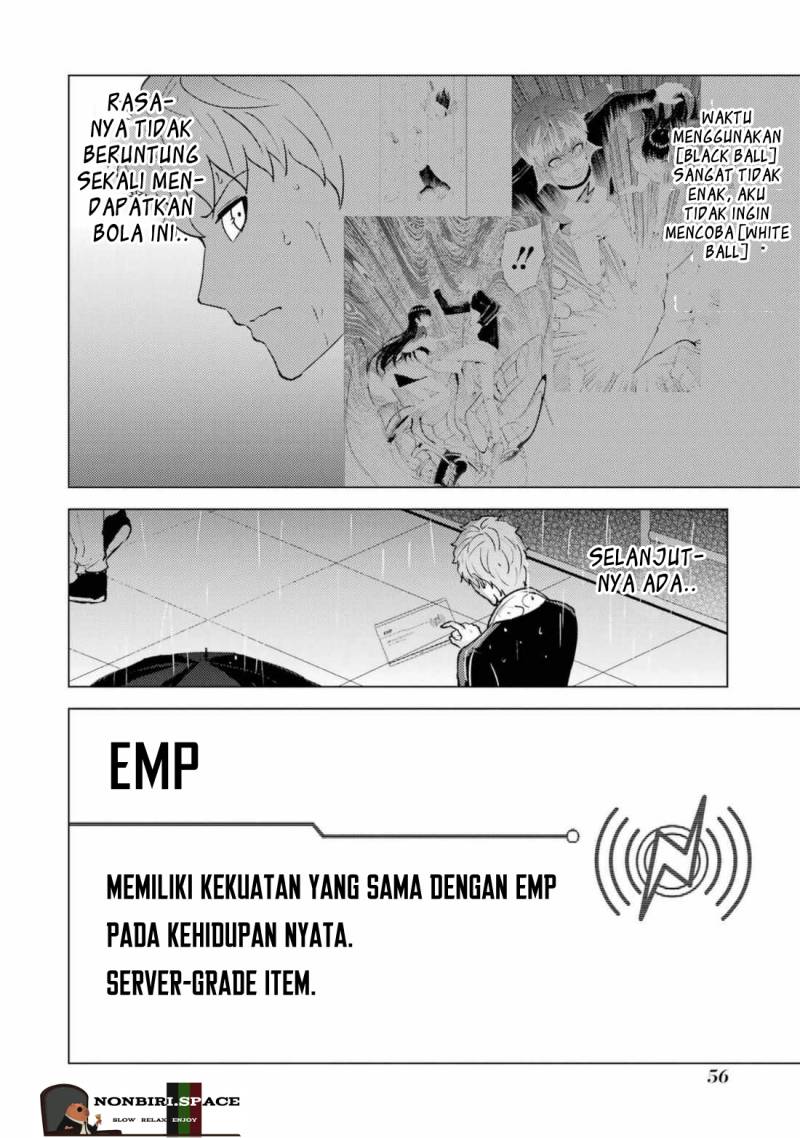 WAKTU
MENGGUNAKAN
[BLACK BALL]
SANGAT TIDAK
ENAK, AKU
TIDAK INGIN
MENCOBA [WHITE
BALL]
!!
RASA-
NYA TIDAK
BERUNTUNG
SEKALI MEN-
DAPATKAN
BOLA INI..
SELANJUT-
NYA ADA..
EMP
EMP
MEMILIKI KEKUATAN YANG SAMA DENGAN EMP
PADA KEHIDUPAN NYATA.
SERVER-GRADE ITEM.
56
NONBIRI.SPACE
SLOW RELAX ENJOY